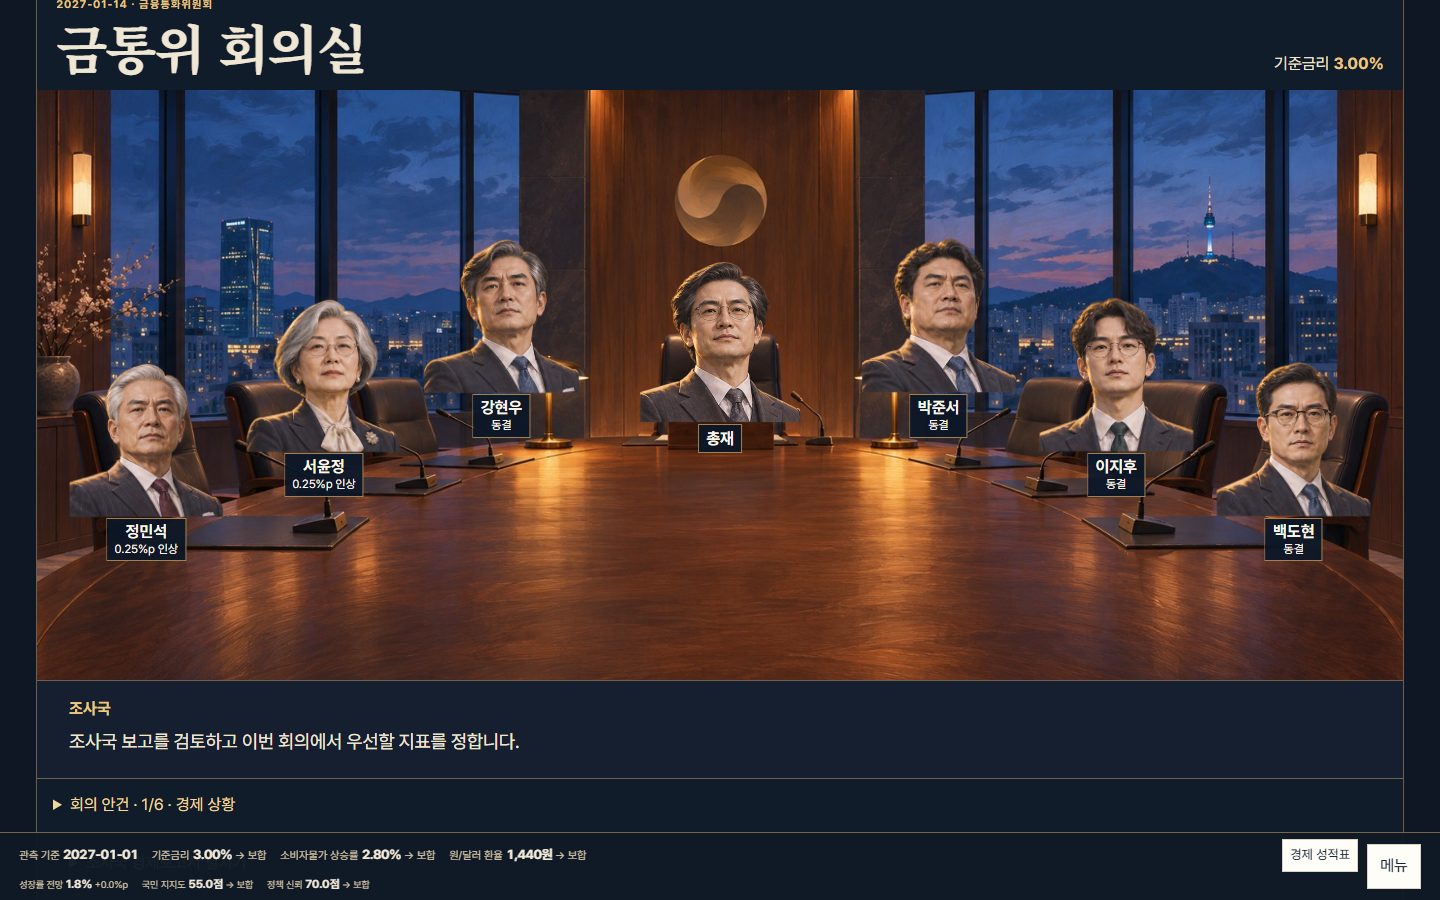 2027-01-14 · 금융통화위원회
금통위 회의실
기준금리 3.00%
강현우
동결
박준서
동결
총재
서윤정
0.25%p 인상
이지후
동결
정민석
0.25%p 인상
백도현
동결
조사국
조사국 보고를 검토하고 이번 회의에서 우선할 지표를 정합니다.
▶ 회의 안건 · 1/6 · 경제 상황
관측 기준 2027-01-01 기준금리 3.00% → 보합 소비자물가 상승률 2.80% → 보합 원/달러 환율 1,440원 → 보합
성장률 전망 1.8% +0.0%p 국민 지지도 55.0점 → 보합 정책 신뢰 70.0점 → 보합
경제 성적표
메뉴